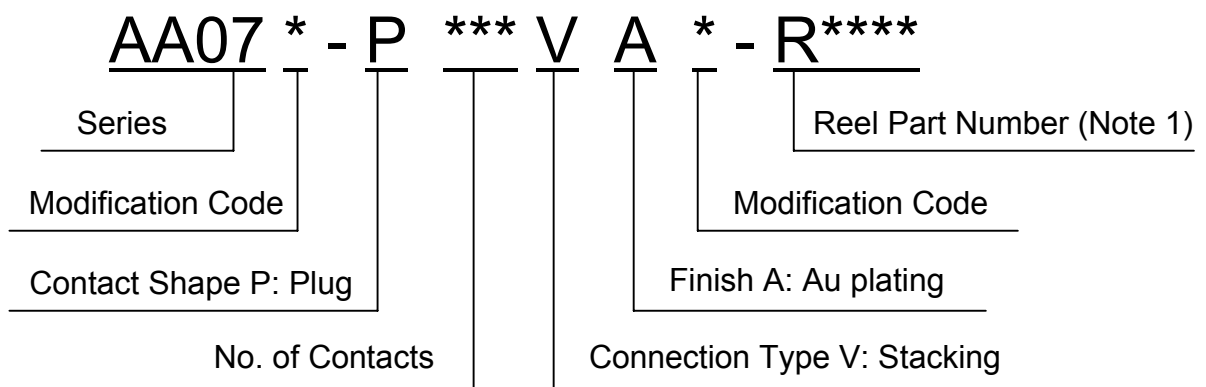 AA07 * - P *** V A * - R****
Series
Reel Part Number (Note 1)
Modification Code
Modification Code
Contact Shape P: Plug
Finish A: Au plating
No. of Contacts
Connection Type V: Stacking